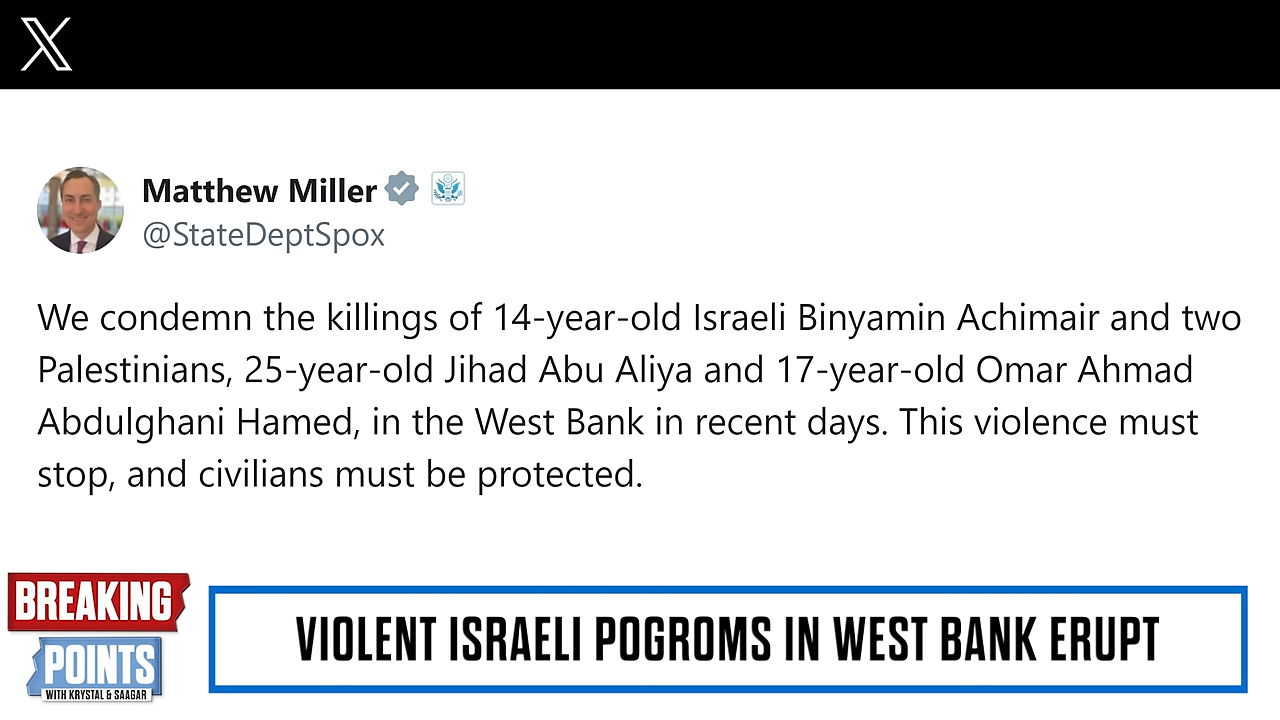 Matthew Miller
@StateDeptSpox
We condemn the killings of 14-year-old Israeli Binyamin Achimair and two
Palestinians, 25-year-old Jihad Abu Aliya and 17-year-old Omar Ahmad
Abdulghani Hamed, in the West Bank in recent days. This violence must
stop, and civilians must be protected.
BREAKING
POINTS
WITH KRYSTAL & SAAGAR
VIOLENT ISRAELI POGROMS IN WEST BANK ERUPT